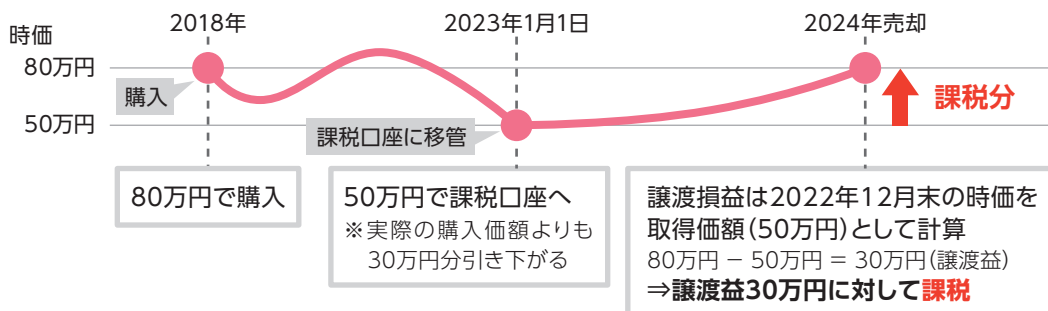 時価
2018年
2023年1月1日
2024年売却
80万円
購入
課税分
50万円
課税口座に移管
80万円で購入
50万円で課税口座へ
※実際の購入価額よりも
30万円分引き下がる
譲渡損益は2022年12月末の時価を
取得価額(50万円)として計算
80万円 － 50万円 = 30万円(譲渡益)
⇒譲渡益30万円に対して課税